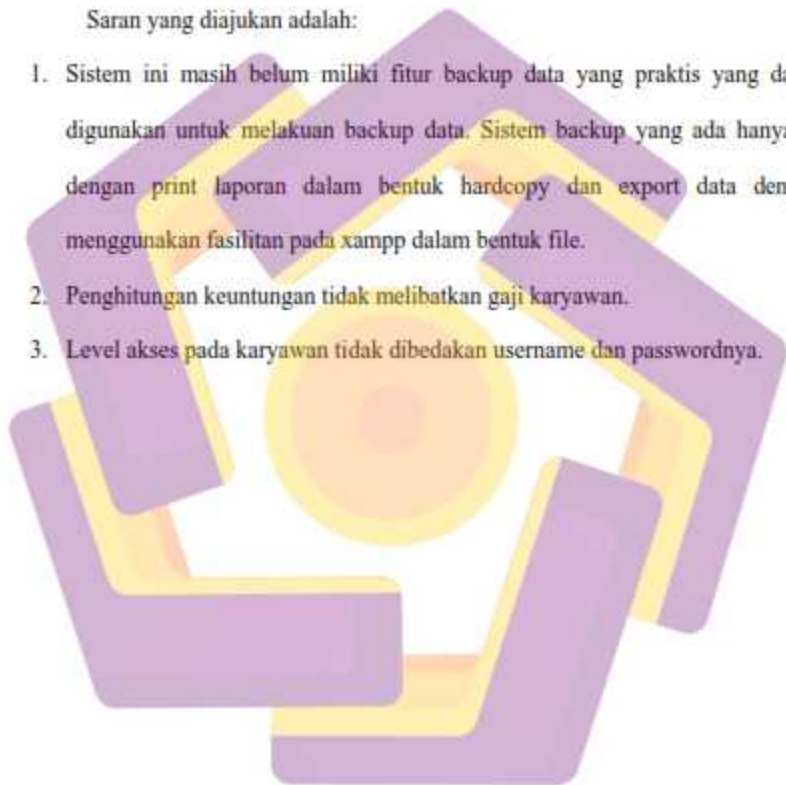 Saran yang diajukan adalah:
1. Sistem ini masih belum miliki fitur backup data yang praktis yang da
digunakan untuk melakuan backup data. Sistem backup yang ada hanya
dengan print laporan dalam bentuk hardcopy dan export data den
menggunakan fasilitan pada xampp dalam bentuk file.
2. Penghitungan keuntungan tidak melibatkan gaji karyawan.
3. Level akses pada karyawan tidak dibedakan username dan passwordnya.